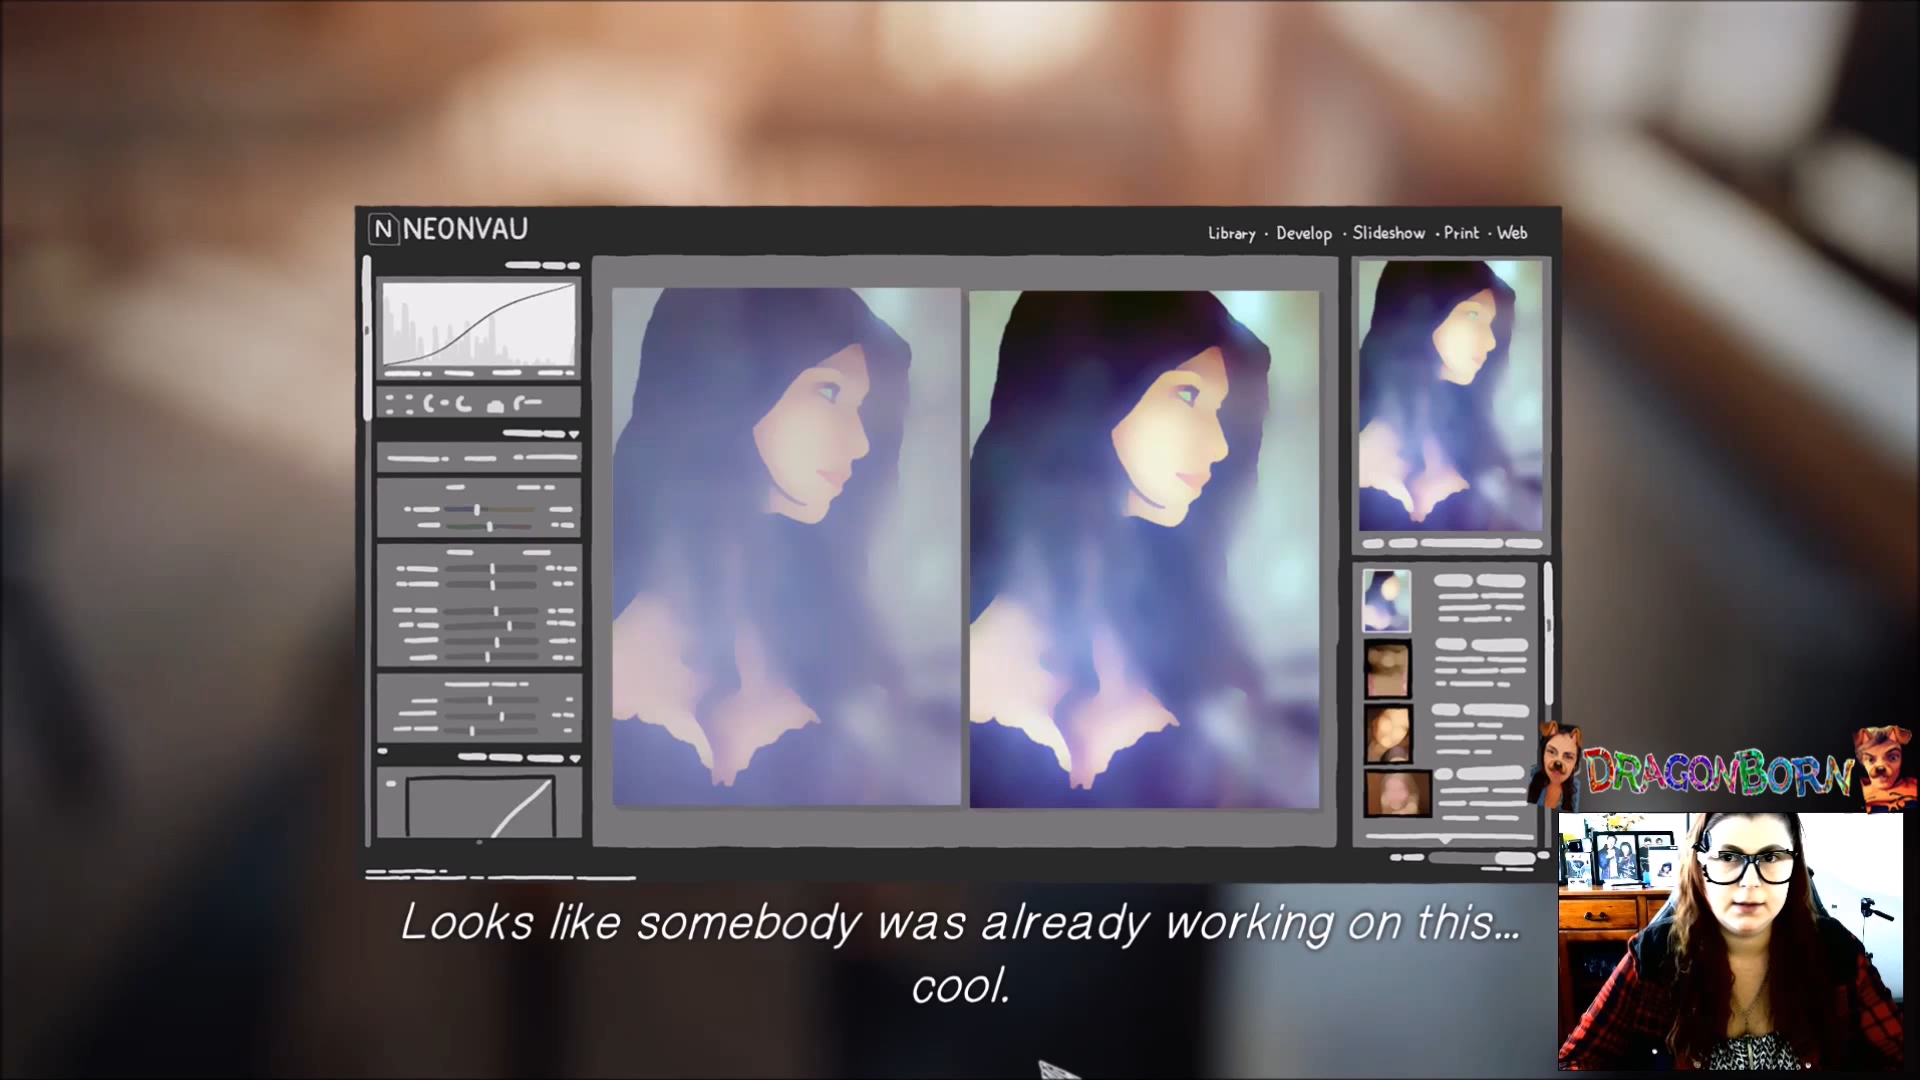 N NEONVAU
Library · Develop · Slideshow · Print · Web
DRAGONBORN
Looks like somebody was already working on this...
cool.